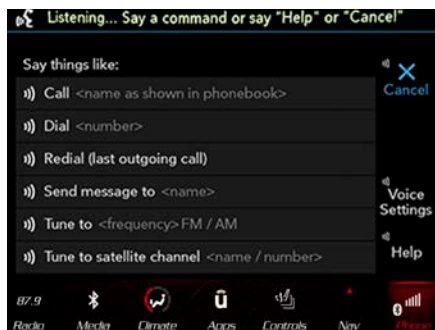 Listening... Say a command or say "Help" or "Cancel"
Say things like:
Call <name as shown in phonebook>
Cancel
Dial <number>
Redial (last outgoing call)
Send message to <name>
Voice
Settings
Tune to <frequency> FM / AM
Help
Tune to satellite channel <name / number>
87.9
Radio
Media
Climate
Apps
Controls
Nav
Phone